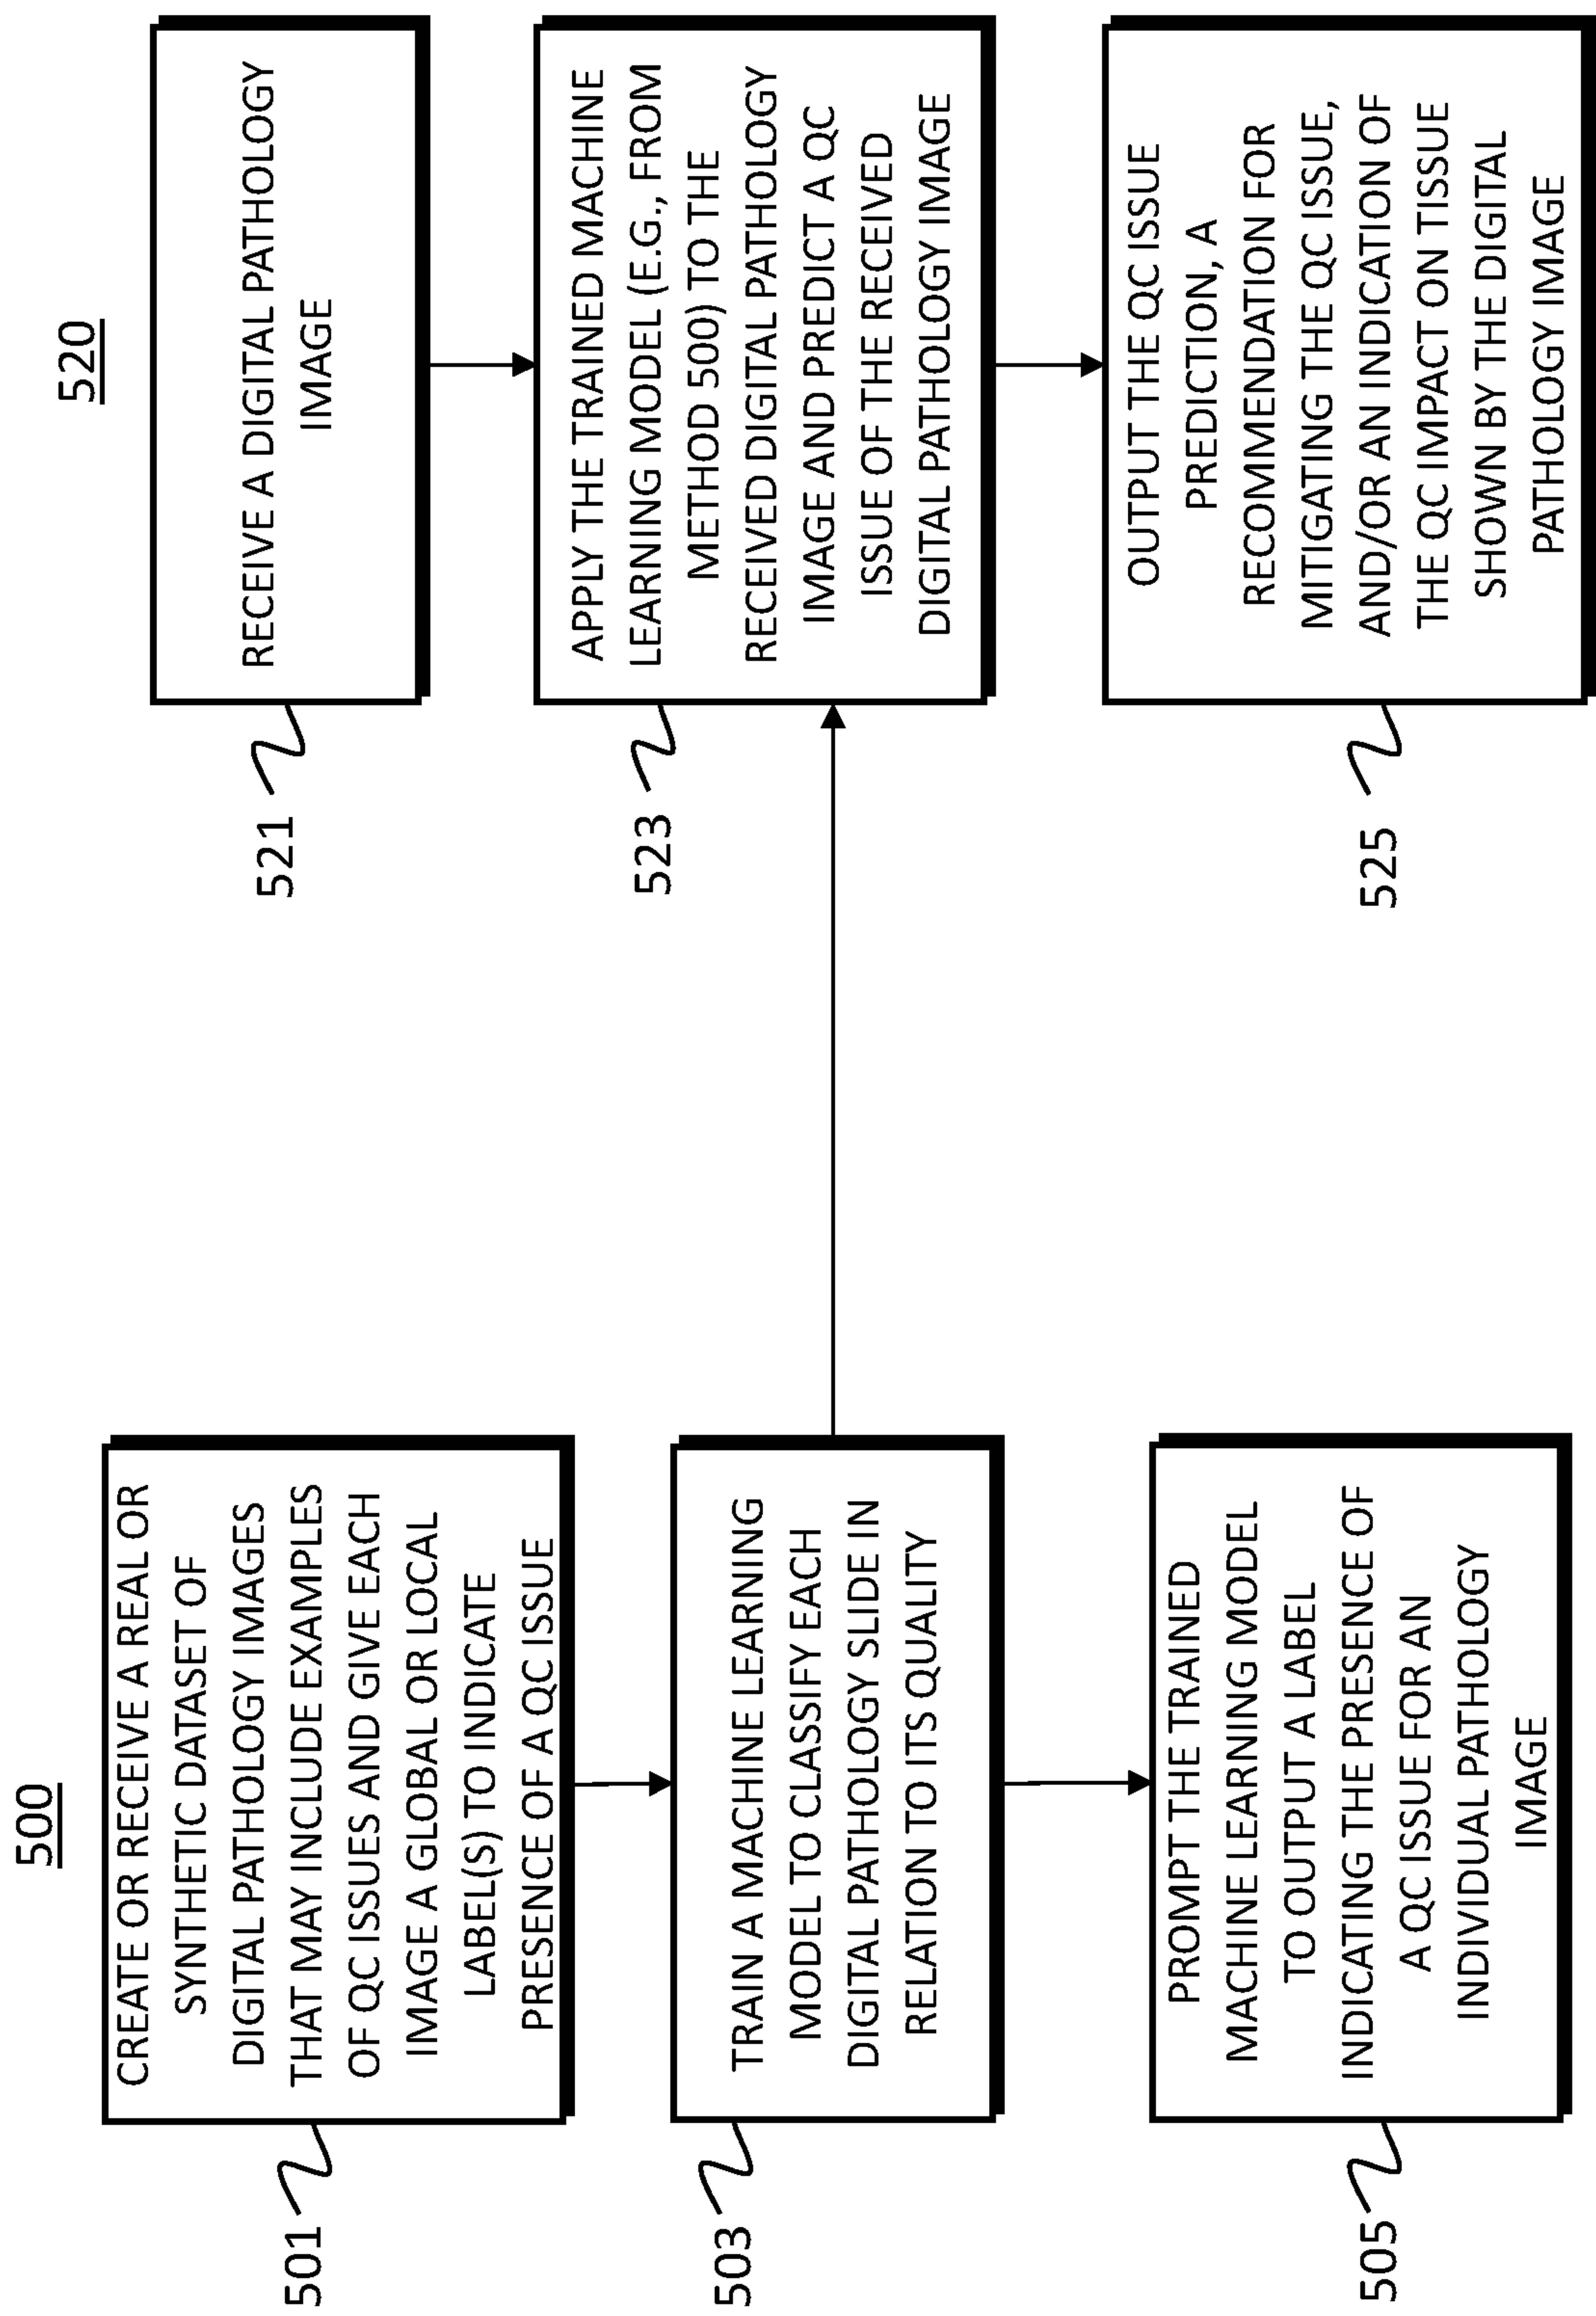 500
501
CREATE OR RECEIVE A REAL OR
SYNTHETIC DATASET OF
DIGITAL PATHOLOGY IMAGES
THAT MAY INCLUDE EXAMPLES
OF QC ISSUES AND GIVE EACH
IMAGE A GLOBAL OR LOCAL
LABEL(S) TO INDICATE
PRESENCE OF A QC ISSUE
503
TRAIN A MACHINE LEARNING
MODEL TO CLASSIFY EACH
DIGITAL PATHOLOGY SLIDE IN
RELATION TO ITS QUALITY
505
PROMPT THE TRAINED
MACHINE LEARNING MODEL
TO OUTPUT A LABEL
INDICATING THE PRESENCE OF
A QC ISSUE FOR AN
INDIVIDUAL PATHOLOGY
IMAGE
520
521
RECEIVE A DIGITAL PATHOLOGY
IMAGE
523
APPLY THE TRAINED MACHINE
LEARNING MODEL (E.G., FROM
METHOD 500) TO THE
RECEIVED DIGITAL PATHOLOGY
IMAGE AND PREDICT A QC
ISSUE OF THE RECEIVED
DIGITAL PATHOLOGY IMAGE
525
OUTPUT THE QC ISSUE
PREDICTION, A
RECOMMENDATION FOR
MITIGATING THE QC ISSUE,
AND/OR AN INDICATION OF
THE QC IMPACT ON TISSUE
SHOWN BY THE DIGITAL
PATHOLOGY IMAGE